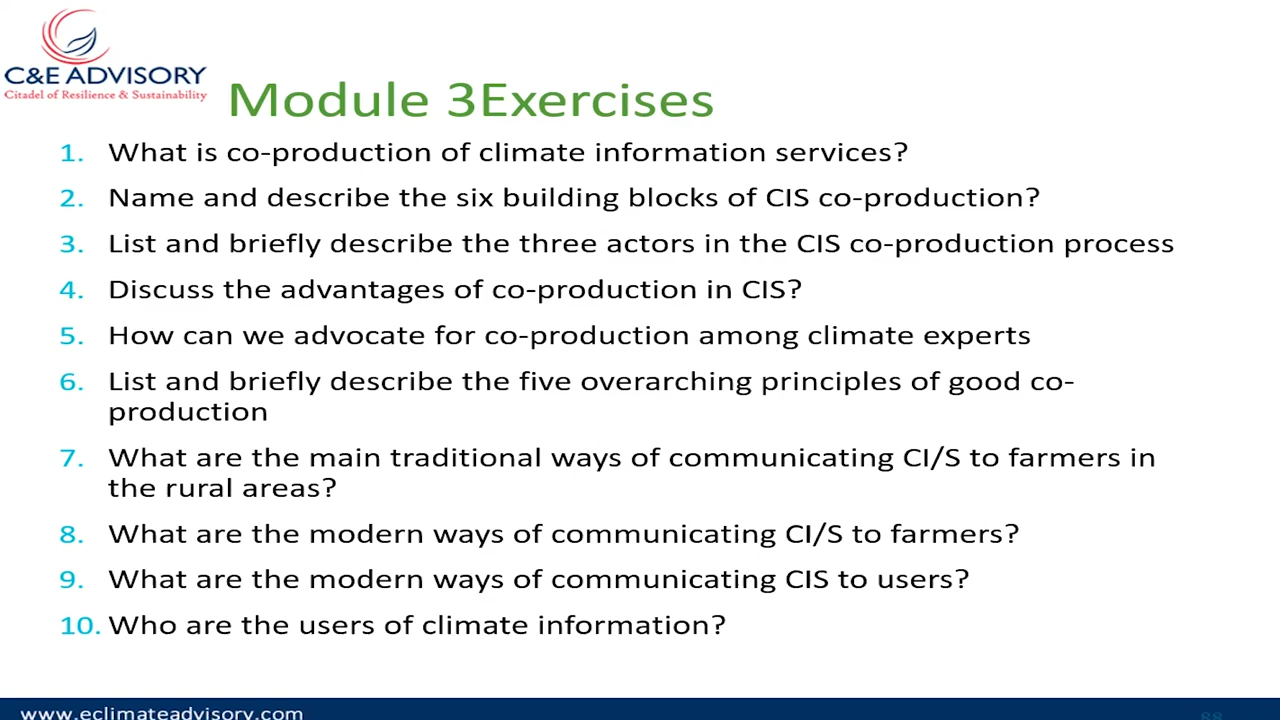 C&E ADVISORY
Citadel of Resilience & Sustainability
Module 3Exercises
1. What is co-production of climate information services?
2. Name and describe the six building blocks of CIS co-production?
3. List and briefly describe the three actors in the CIS co-production process
4. Discuss the advantages of co-production in CIS?
5. How can we advocate for co-production among climate experts
6. List and briefly describe the five overarching principles of good co-
production
7. What are the main traditional ways of communicating CI/S to farmers in
the rural areas?
8. What are the modern ways of communicating CI/S to farmers?
9. What are the modern ways of communicating CIS to users?
10. Who are the users of climate information?
www.eclimateadvisory.com
88